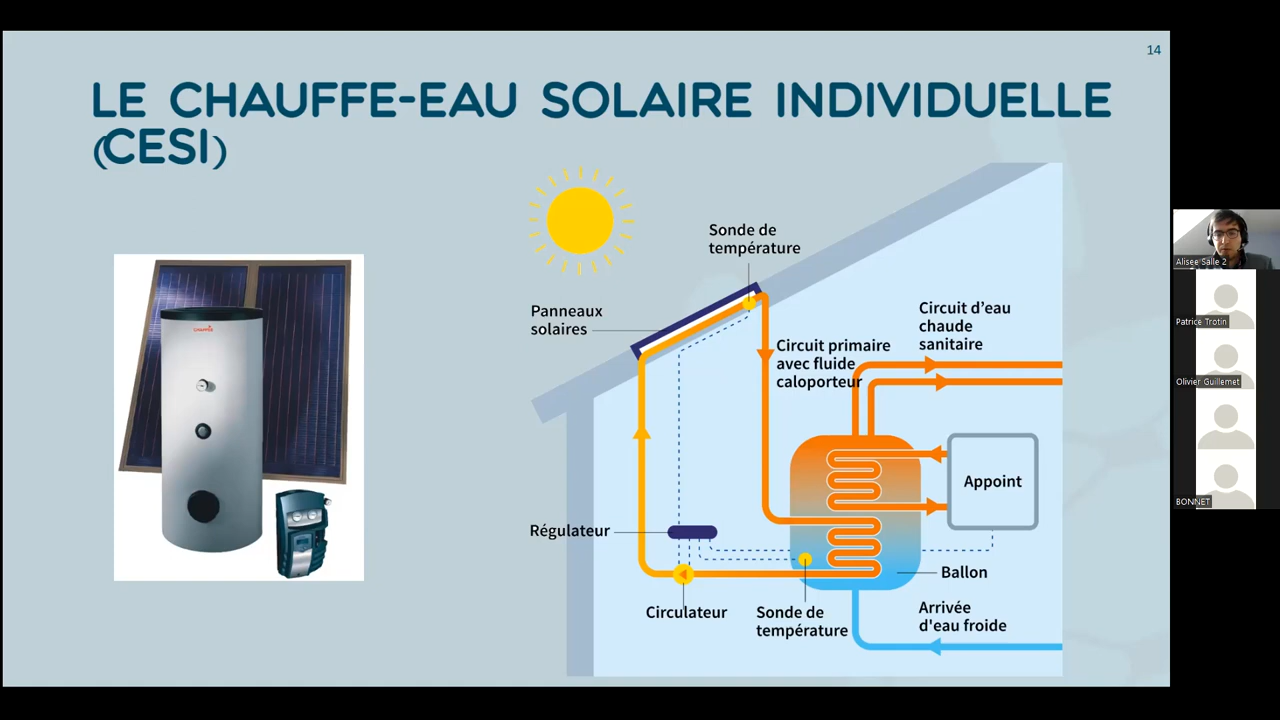 14
LE CHAUFFE-EAU SOLAIRE INDIVIDUELLE
(CESI)
Sonde de
température
Panneaux
solaires
Circuit d'eau
chaude
sanitaire
Circuit primaire
avec fluide
caloporteur
Appoint
Régulateur
Ballon
Circulateur
Sonde de
température
Arrivée
d'eau froide
Alisee Salle 2
Patrice Trotin
Olivier Guillemet
BONNET